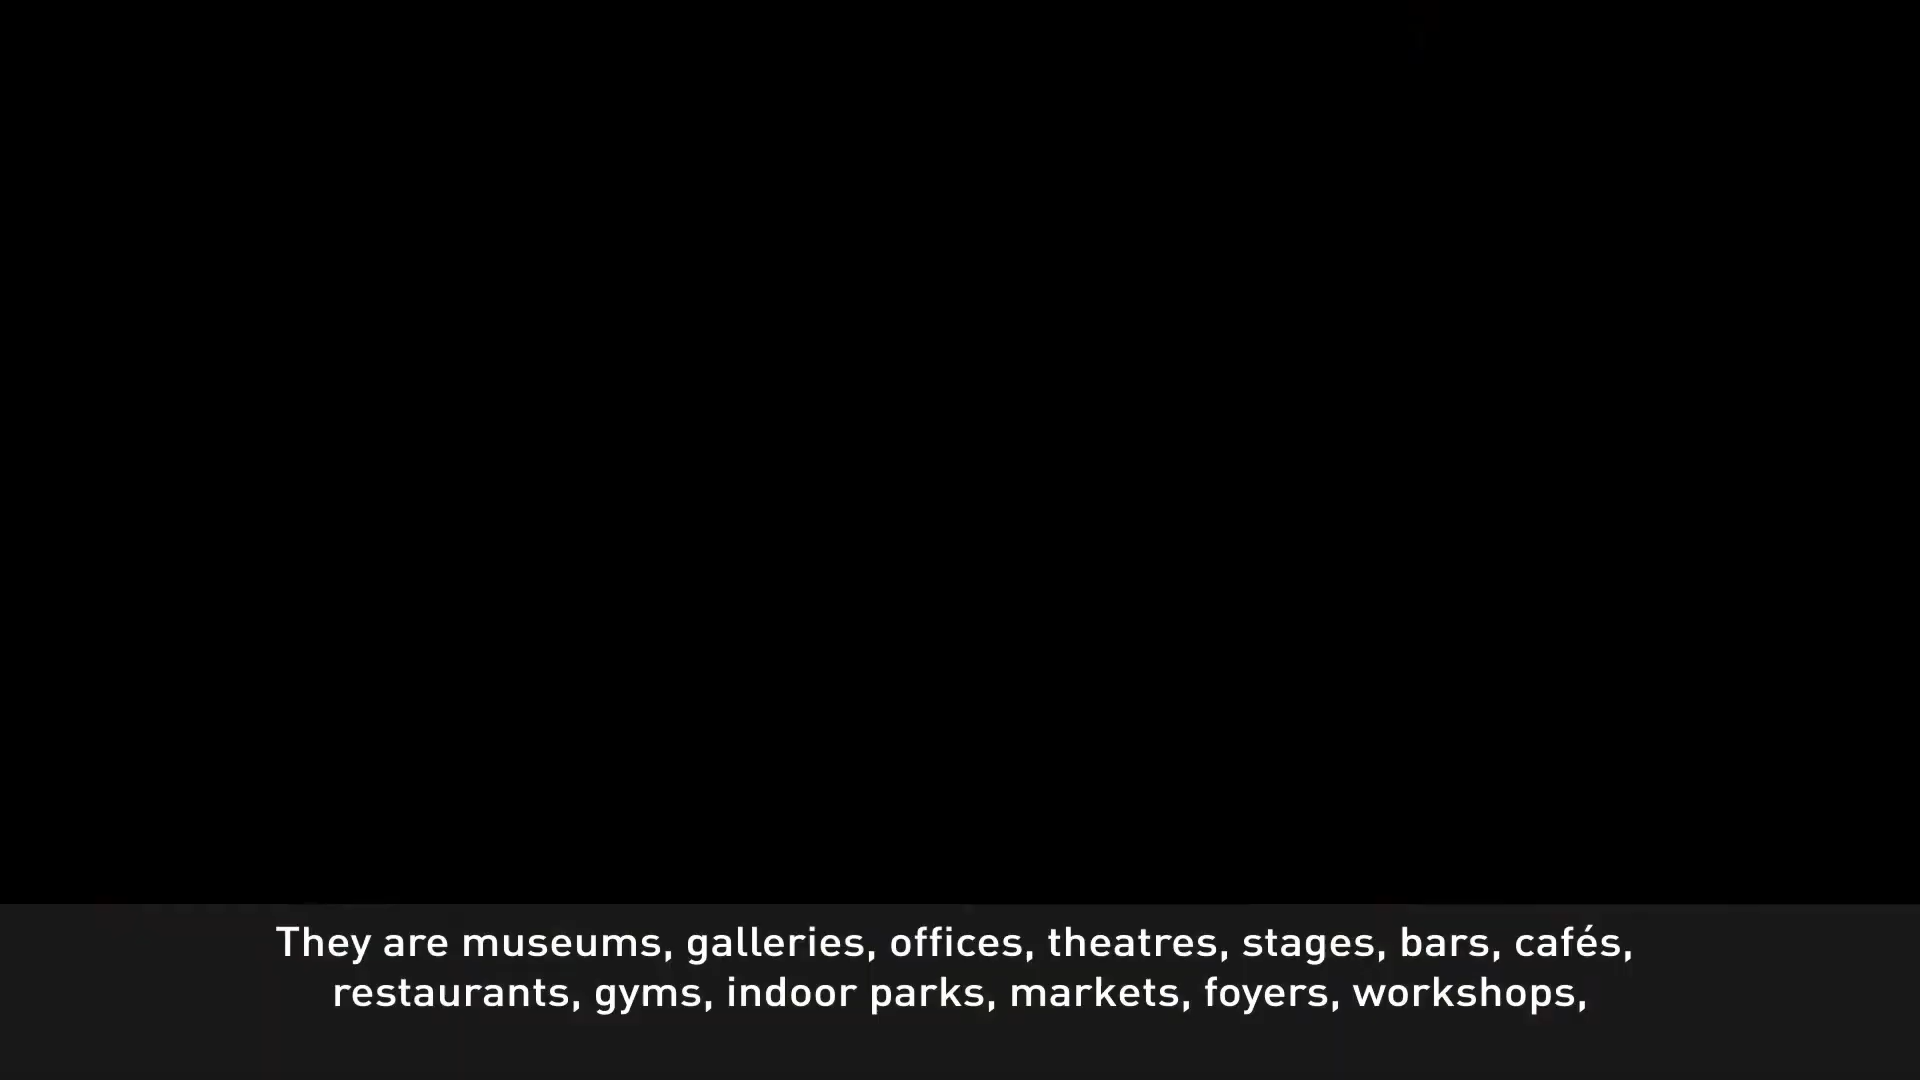 They are museums, galleries, offices, theatres, stages, bars, cafés,
restaurants, gyms, indoor parks, markets, foyers, workshops,